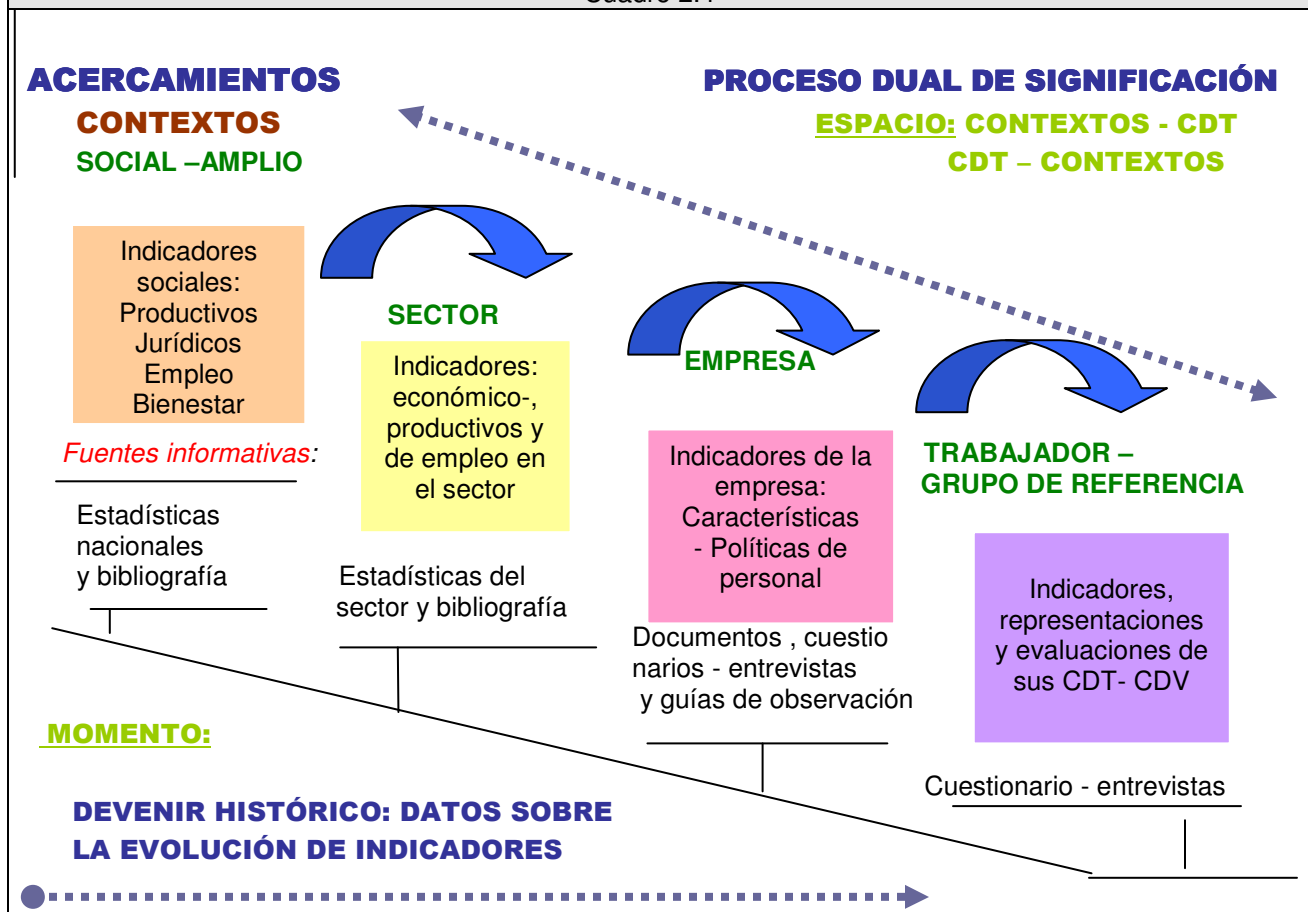 ACERCAMIENTOS
CONTEXTOS
SOCIAL –AMPLIO
PROCESO DUAL DE SIGNIFICACIÓN
ESPACIO: CONTEXTOS - CDT
CDT – CONTEXTOS
Indicadores
sociales:
Productivos
Jurídicos
Empleo
Bienestar
Fuentes informativas:
Estadísticas
nacionales
y bibliografía
SECTOR
Indicadores:
económico-,
productivos y
de empleo en
el sector
Estadísticas del
sector y bibliografía
EMPRESA
Indicadores de la
empresa:
Características
- Políticas de
personal
Documentos , cuestio
narios - entrevistas
y guías de observación
TRABAJADOR –
GRUPO DE REFERENCIA
Indicadores,
representaciones
y evaluaciones de
sus CDT- CDV
Cuestionario - entrevistas
MOMENTO:
DEVENIR HISTÓRICO: DATOS SOBRE
LA EVOLUCIÓN DE INDICADORES